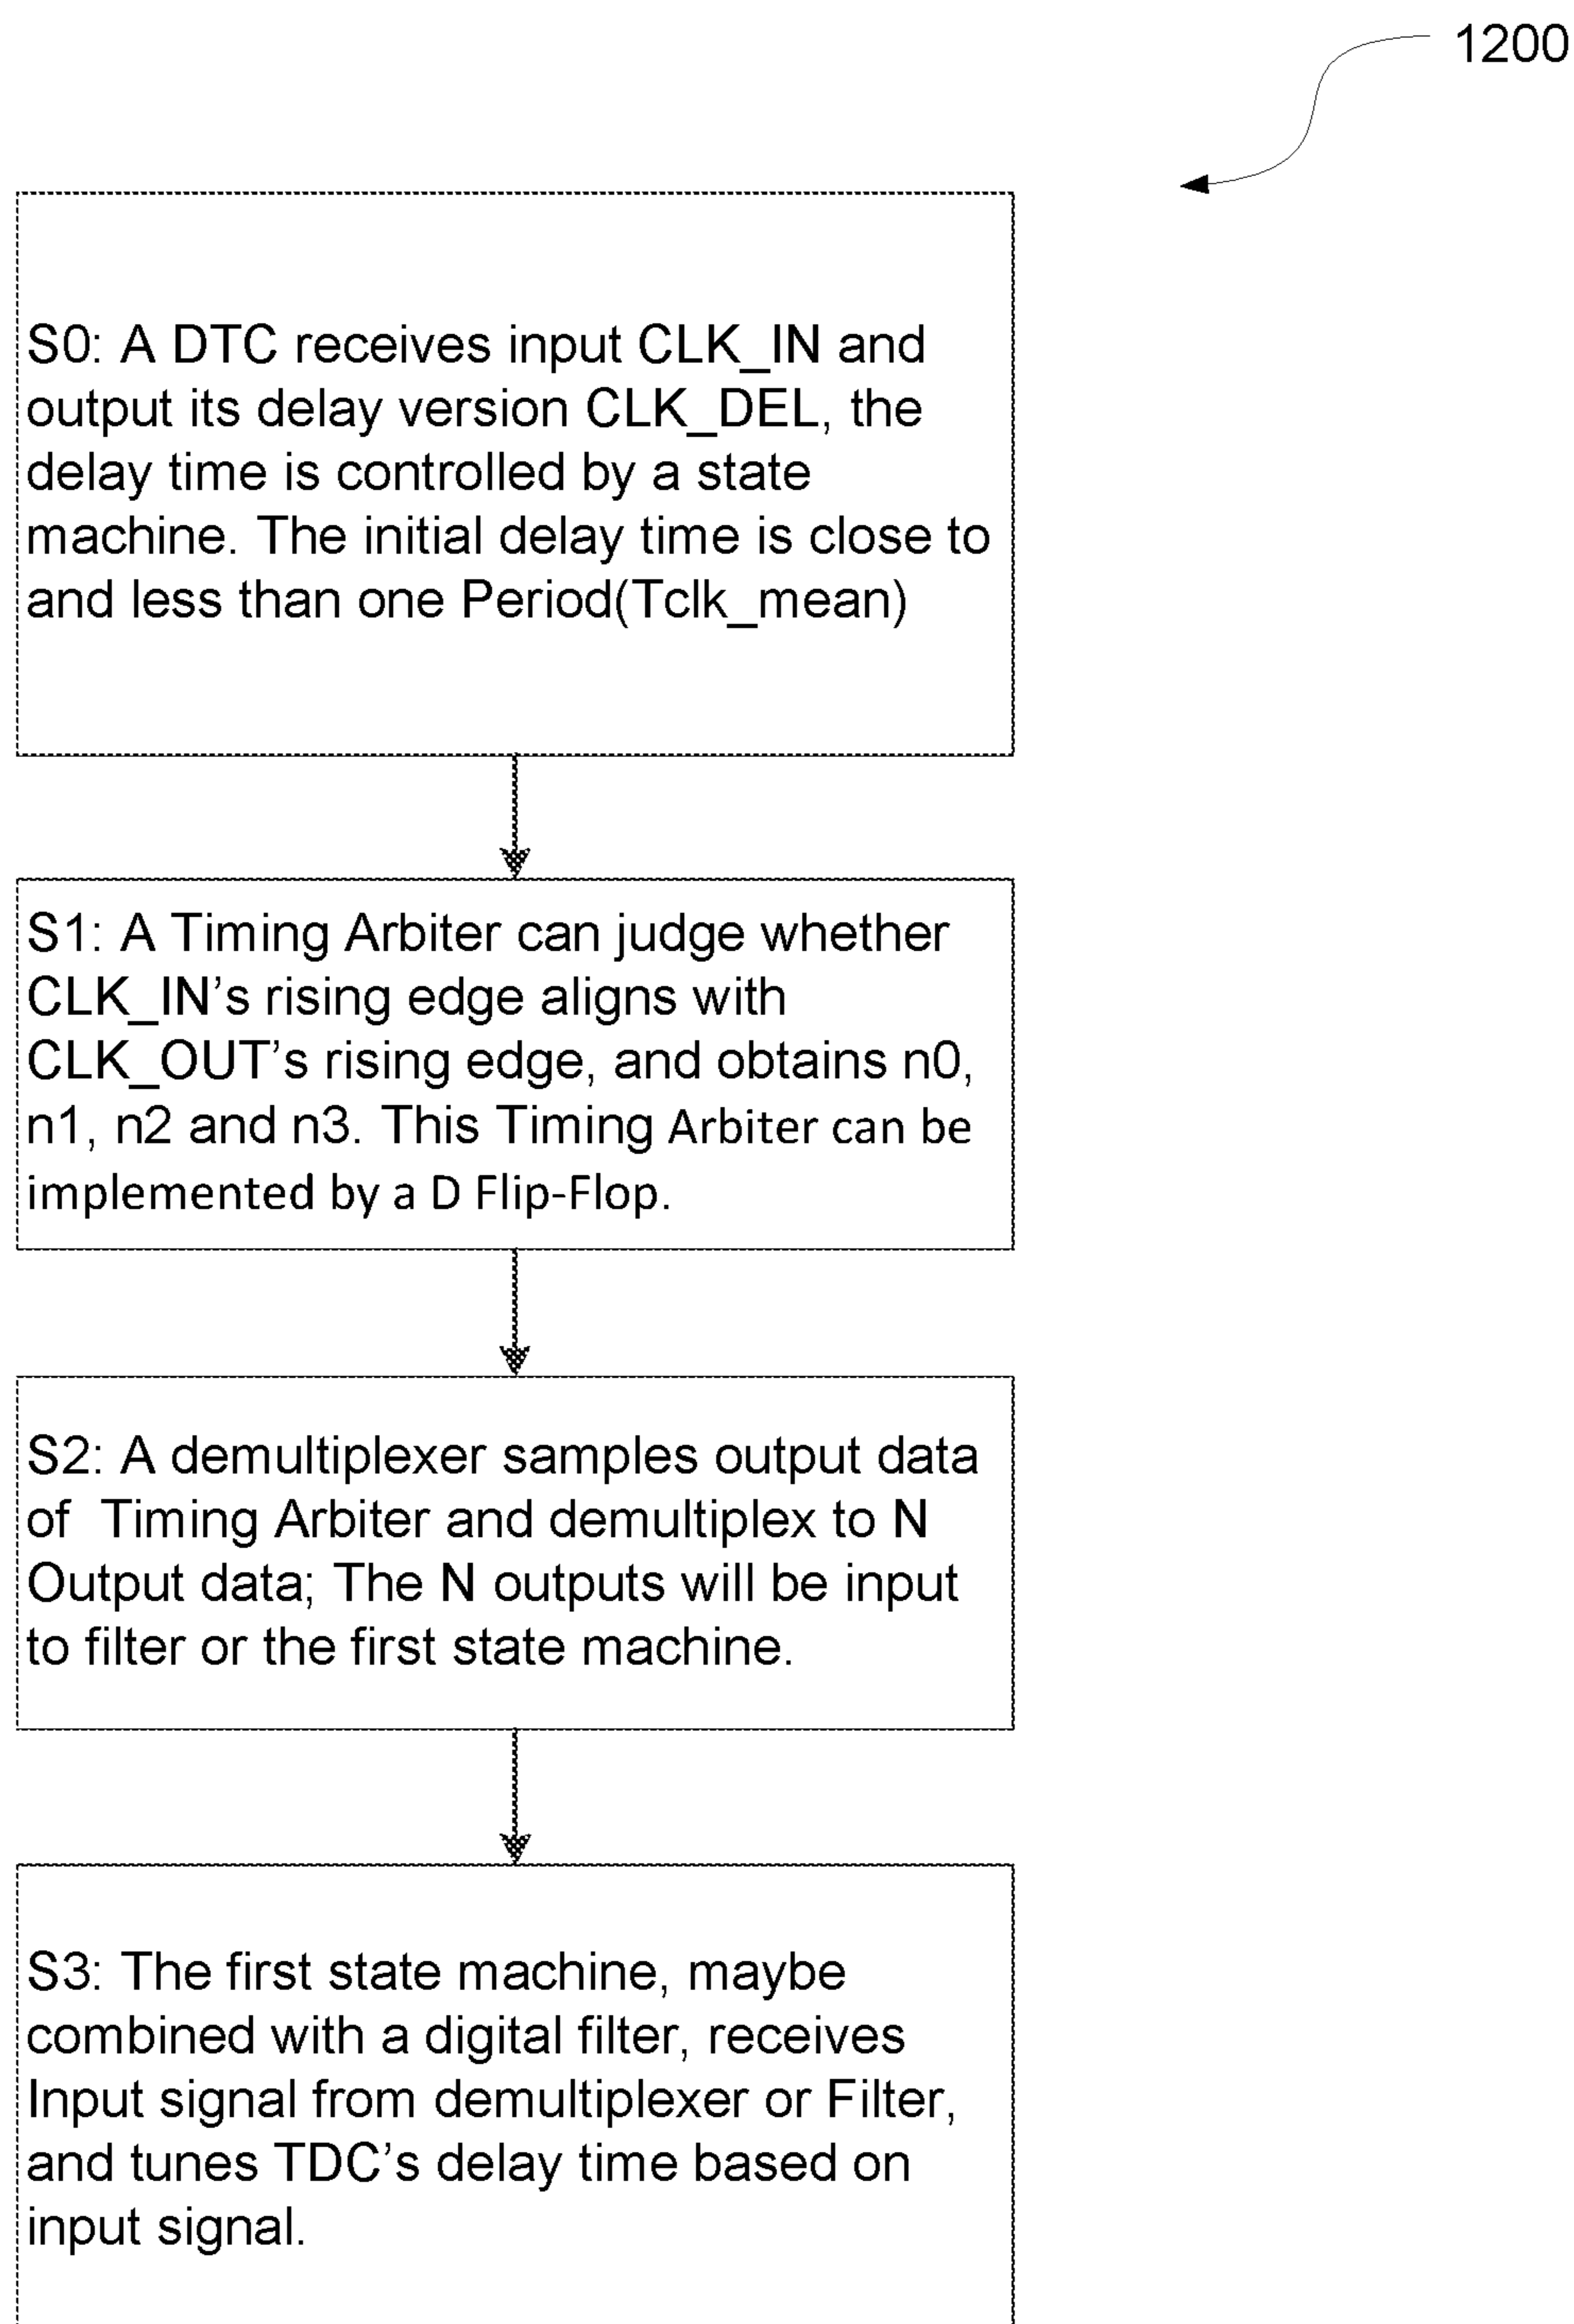 1200
S0: A DTC receives input CLK_IN and
output its delay version CLK_DEL, the
delay time is controlled by a state
machine. The initial delay time is close to
and less than one Period(Tclk_mean)
S1: A Timing Arbiter can judge whether
CLK_IN’s rising edge aligns with
CLK_OUT’s rising edge, and obtains n0,
n1, n2 and n3. This Timing Arbiter can be
implemented by a D Flip-Flop.
S2: A demultiplexer samples output data
of Timing Arbiter and demultiplex to N
Output data; The N outputs will be input
to filter or the first state machine.
S3: The first state machine, maybe
combined with a digital filter, receives
Input signal from demultiplexer or Filter,
and tunes TDC’s delay time based on
input signal.